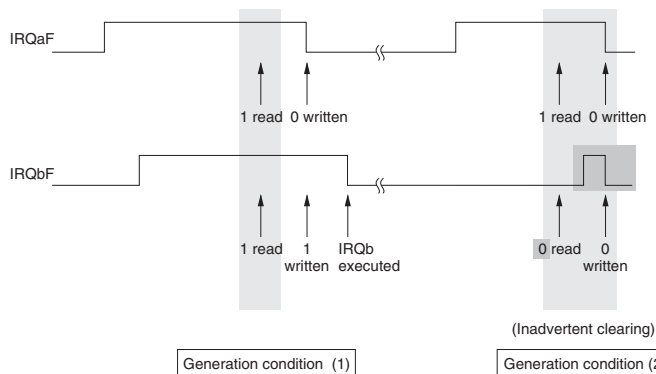 IRQaF
1 read 0 written 1 read 0 written
IRQbF
1 read 1 written IRQb executed 0 read 0 written
(Inadvertent clearing)
Generation condition (1) Generation condition (2